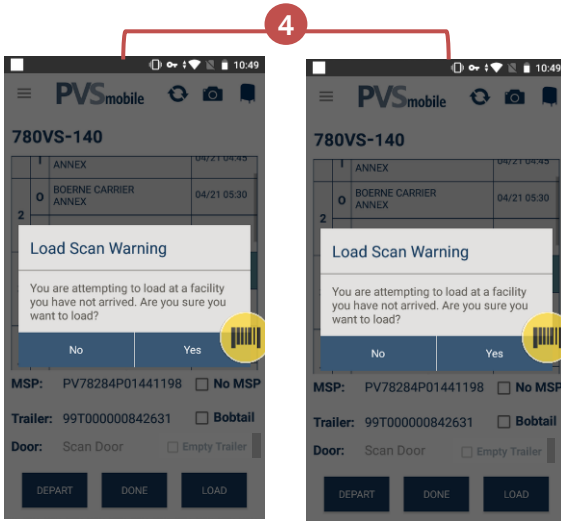 4
10:49
PVSmobile
780VS-140
I ANNEX 04/21 04:45
O BOERNE CARRIER 04/21 05:30
ANNEX
2
Load Scan Warning
You are attempting to load at a facility
you have not arrived. Are you sure you
want to load?
No Yes
MSP: PV78284P01441198 No MSP
Trailer: 99T000000842631 Bobtail
Door: Scan Door Empty Trailer
DEPART DONE LOAD
10:49
PVSmobile
780VS-140
I ANNEX 04/21 04:45
O BOERNE CARRIER 04/21 05:30
ANNEX
2
Load Scan Warning
You are attempting to load at a facility
you have not arrived. Are you sure you
want to load?
No Yes
MSP: PV78284P01441198 No MSP
Trailer: 99T000000842631 Bobtail
Door: Scan Door Empty Trailer
DEPART DONE LOAD